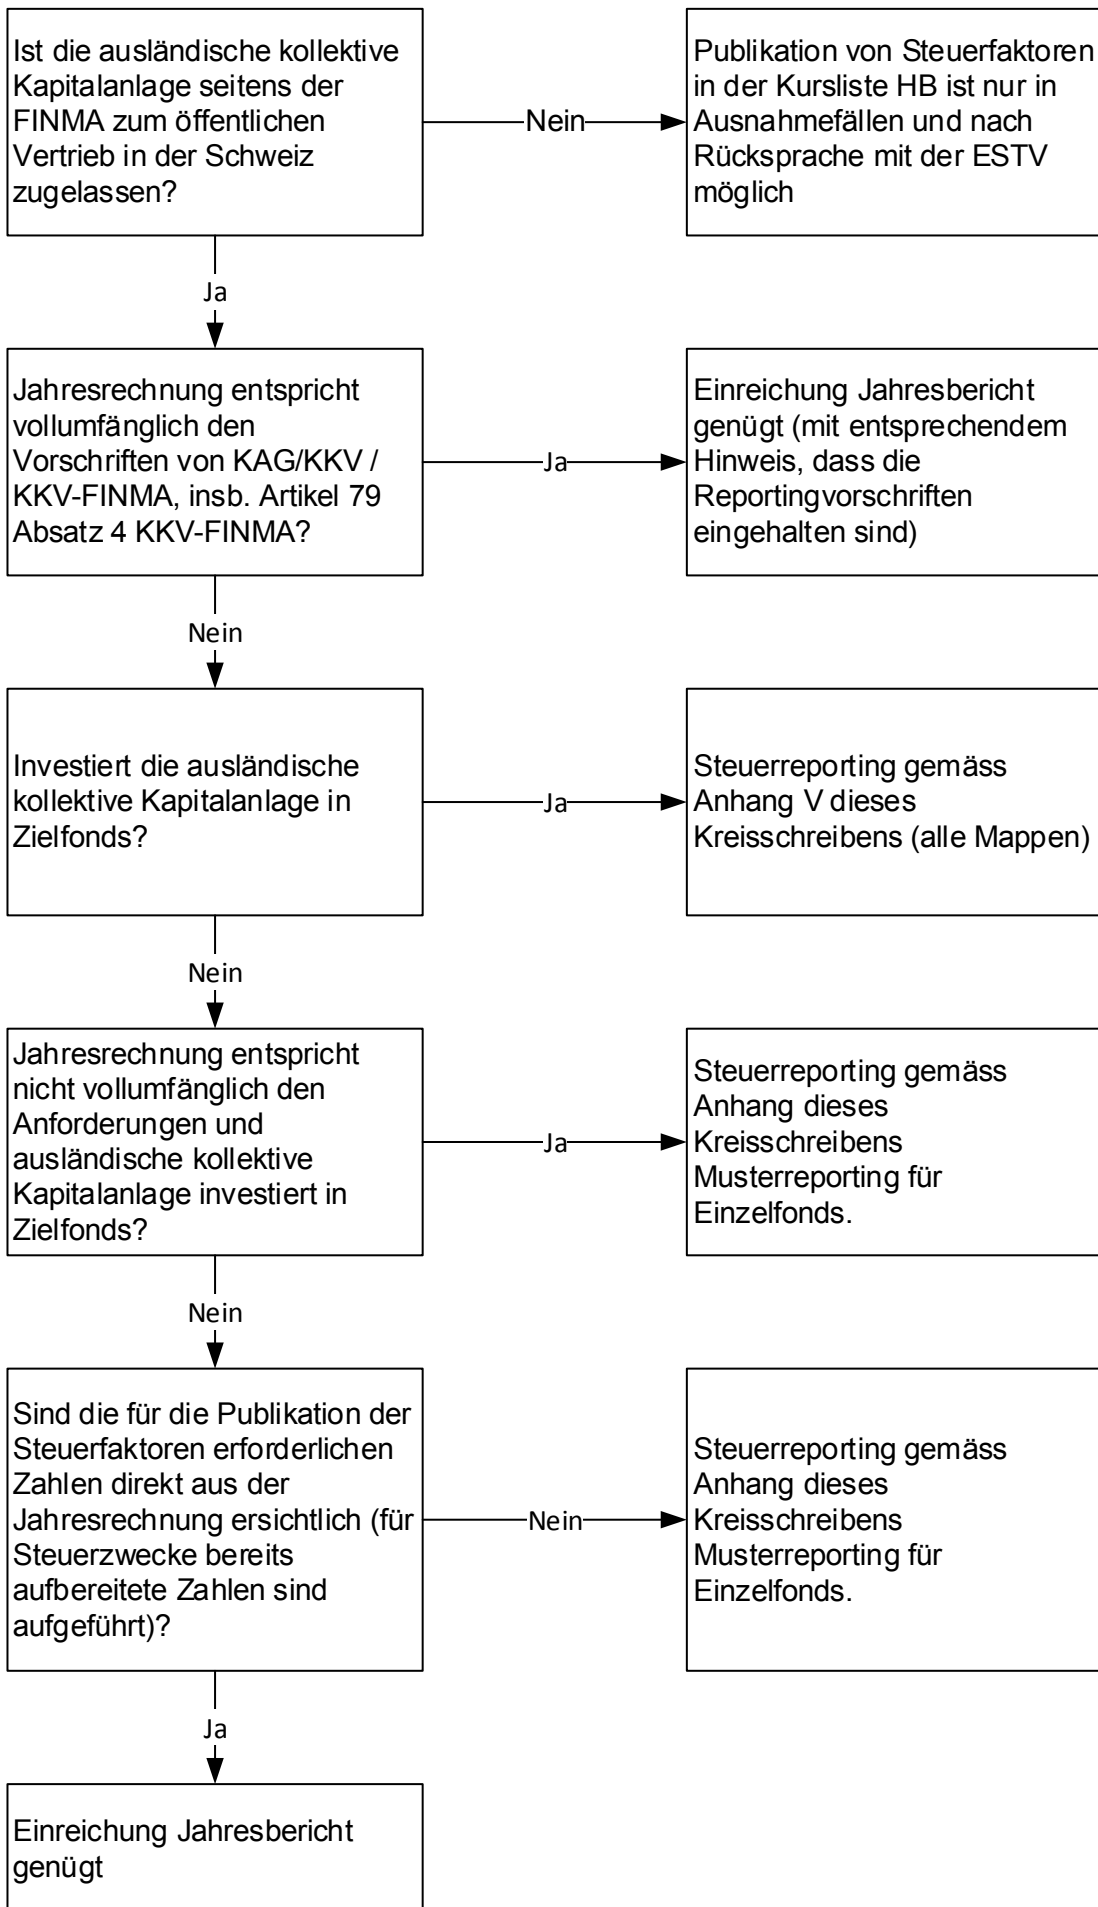 Ist die ausländische kollektive
Kapitalanlage seitens der
FINMA zum öffentlichen
Vertrieb in der Schweiz
zugelassen?
Nein
Publikation von Steuerfaktoren
in der Kursliste HB ist nur in
Ausnahmefällen und nach
Rücksprache mit der ESTV
möglich
Ja
Jahresrechnung entspricht
vollumfänglich den
Vorschriften von KAG/KKV /
KKV-FINMA, insb. Artikel 79
Absatz 4 KKV-FINMA?
Ja
Einreichung Jahresbericht
genügt (mit entsprechendem
Hinweis, dass die
Reportingvorschriften
eingehalten sind)
Nein
Investiert die ausländische
kollektive Kapitalanlage in
Zielfonds?
Ja
Steuerreporting gemäss
Anhang V dieses
Kreisschreibens (alle Mappen)
Nein
Jahresrechnung entspricht
nicht vollumfänglich den
Anforderungen und
ausländische kollektive
Kapitalanlage investiert in
Zielfonds?
Ja
Steuerreporting gemäss
Anhang dieses
Kreisschreibens
Musterreporting für
Einzelfonds.
Nein
Sind die für die Publikation der
Steuerfaktoren erforderlichen
Zahlen direkt aus der
Jahresrechnung ersichtlich (für
Steuerzwecke bereits
aufbereitete Zahlen sind
aufgeführt)?
Nein
Steuerreporting gemäss
Anhang dieses
Kreisschreibens
Musterreporting für
Einzelfonds.
Ja
Einreichung Jahresbericht
genügt